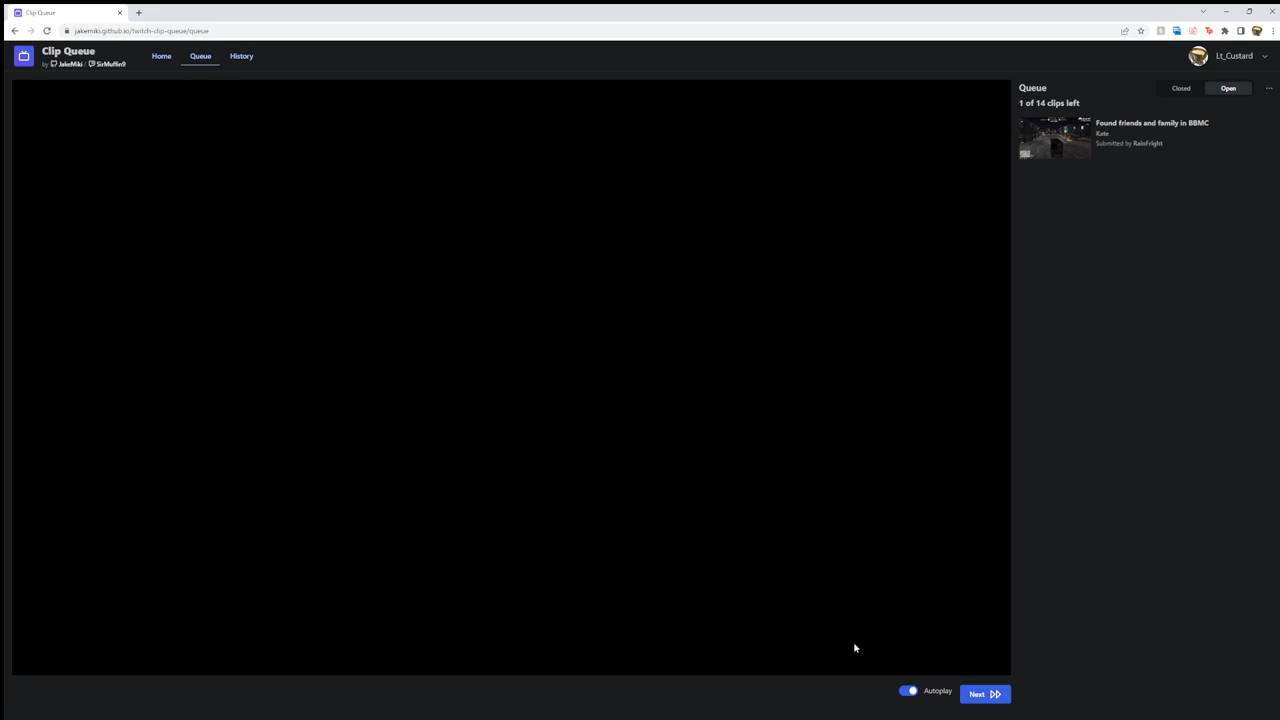 Clip Queue
jakemiki.github.io/twitch-clip-queue/queue
Clip Queue
by JakeMiki / SirMuffin9
Home
Queue
History
Lt_Custard
Queue
Closed
Open
1 of 14 clips left
Found friends and family in BBMC
Kate
Submitted by RainFright
Autoplay
Next